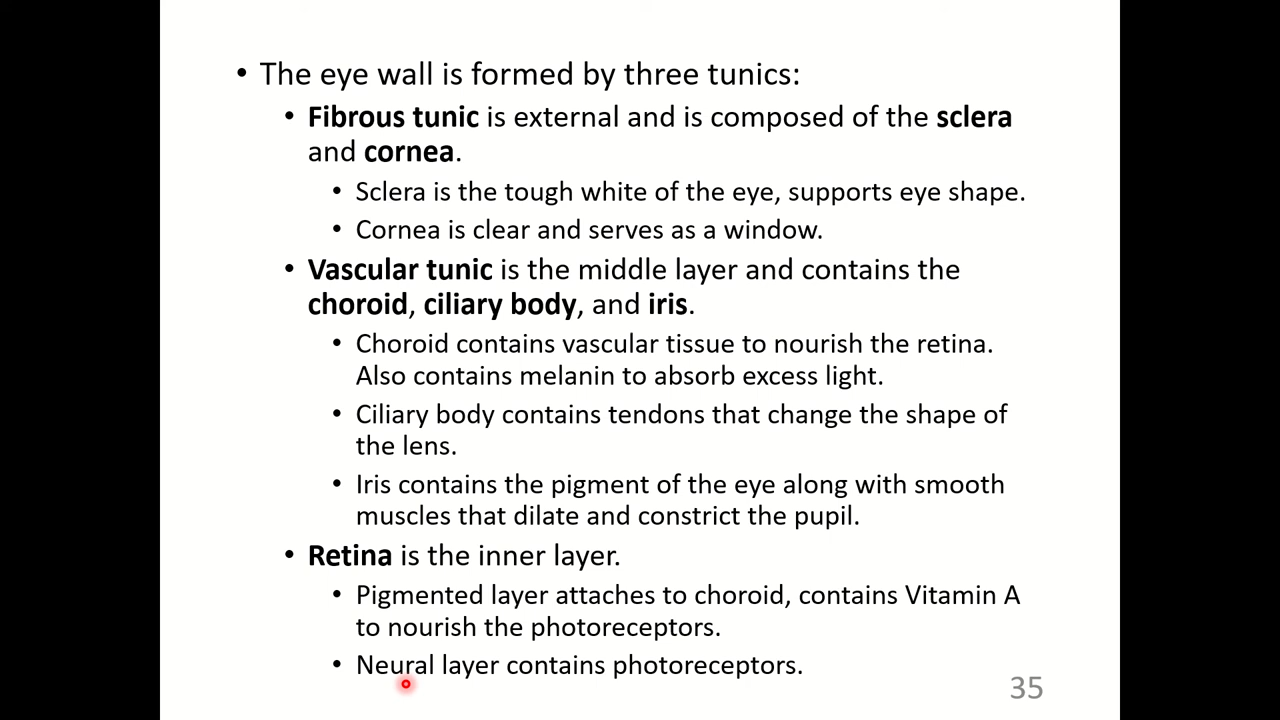 • The eye wall is formed by three tunics:
• Fibrous tunic is external and is composed of the sclera
and cornea.
• Sclera is the tough white of the eye, supports eye shape.
• Cornea is clear and serves as a window.
• Vascular tunic is the middle layer and contains the
choroid, ciliary body, and iris.
• Choroid contains vascular tissue to nourish the retina.
Also contains melanin to absorb excess light.
• Ciliary body contains tendons that change the shape of
the lens.
• Iris contains the pigment of the eye along with smooth
muscles that dilate and constrict the pupil.
• Retina is the inner layer.
• Pigmented layer attaches to choroid, contains Vitamin A
to nourish the photoreceptors.
• Neural layer contains photoreceptors.
35